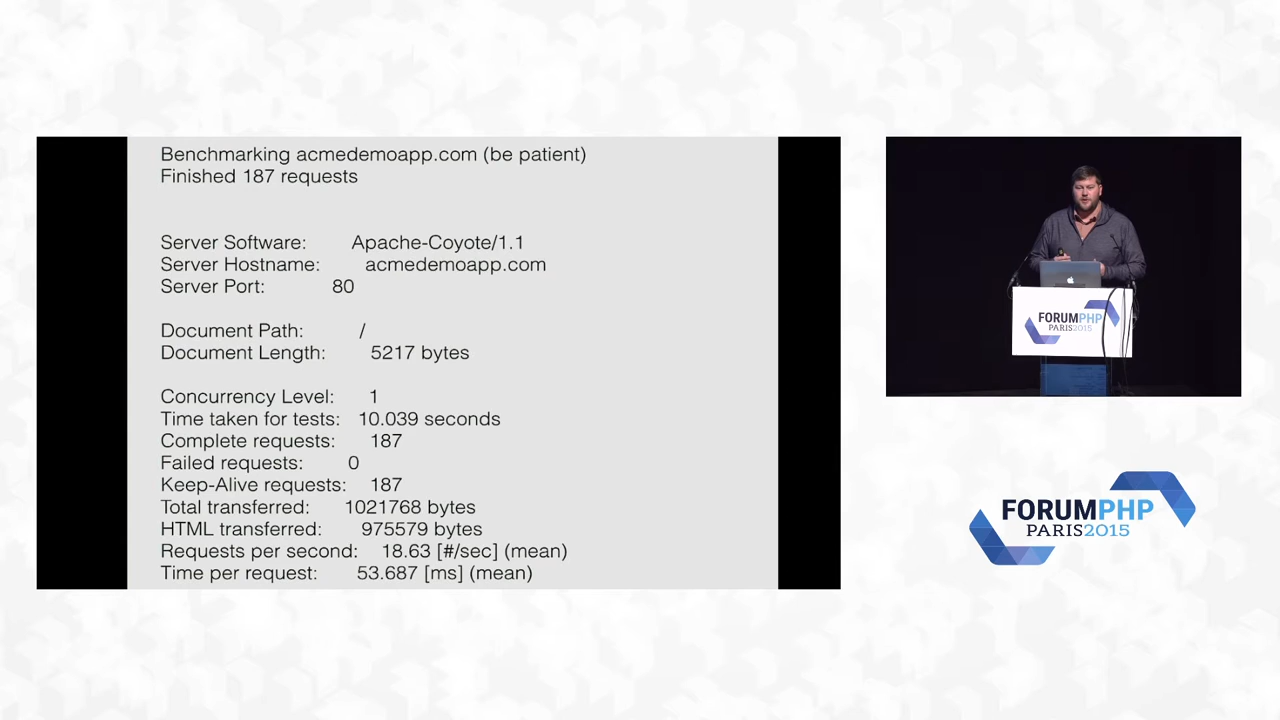 Benchmarking acmedemoapp.com (be patient)
Finished 187 requests
Server Software: Apache-Coyote/1.1
Server Hostname: acmedemoapp.com
Server Port: 80
Document Path: /
Document Length: 5217 bytes
Concurrency Level: 1
Time taken for tests: 10.039 seconds
Complete requests: 187
Failed requests: 0
Keep-Alive requests: 187
Total transferred: 1021768 bytes
HTML transferred: 975579 bytes
Requests per second: 18.63 [#/sec] (mean)
Time per request: 53.687 [ms] (mean)
FORUMPHP
PARIS2015
FORUMPHP
PARIS2015